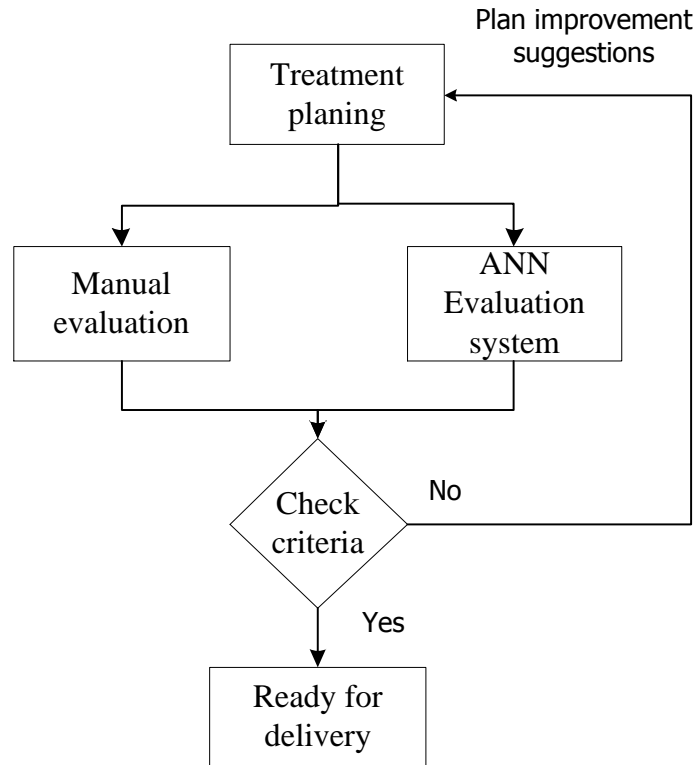 Plan improvement
suggestions
Treatment
planing
Manual
evaluation
ANN
Evaluation
system
Check
criteria
No
Yes
Ready for
delivery